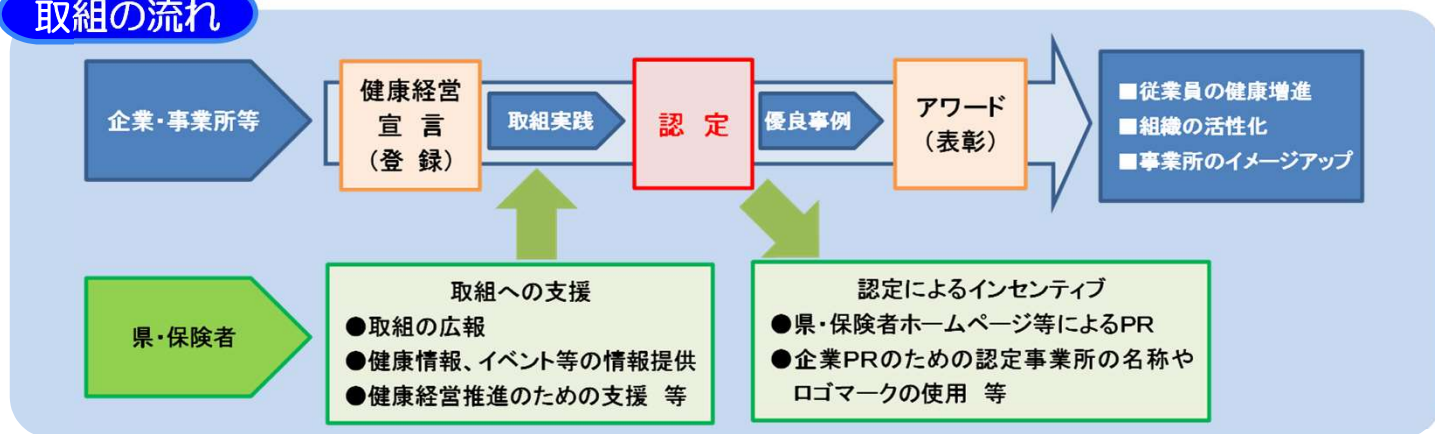 取組の流れ
企業・事業所等
健康経営
宣 言
（登 録）
取組実践
認 定
優良事例
アワード
（表彰）
■従業員の健康増進
■組織の活性化
■事業所のイメージアップ
県・保険者
取組への支援
●取組の広報
●健康情報、イベント等の情報提供
●健康経営推進のための支援 等
認定によるインセンティブ
●県・保険者ホームページ等によるPR
●企業PRのための認定事業所の名称や
ロゴマークの使用 等